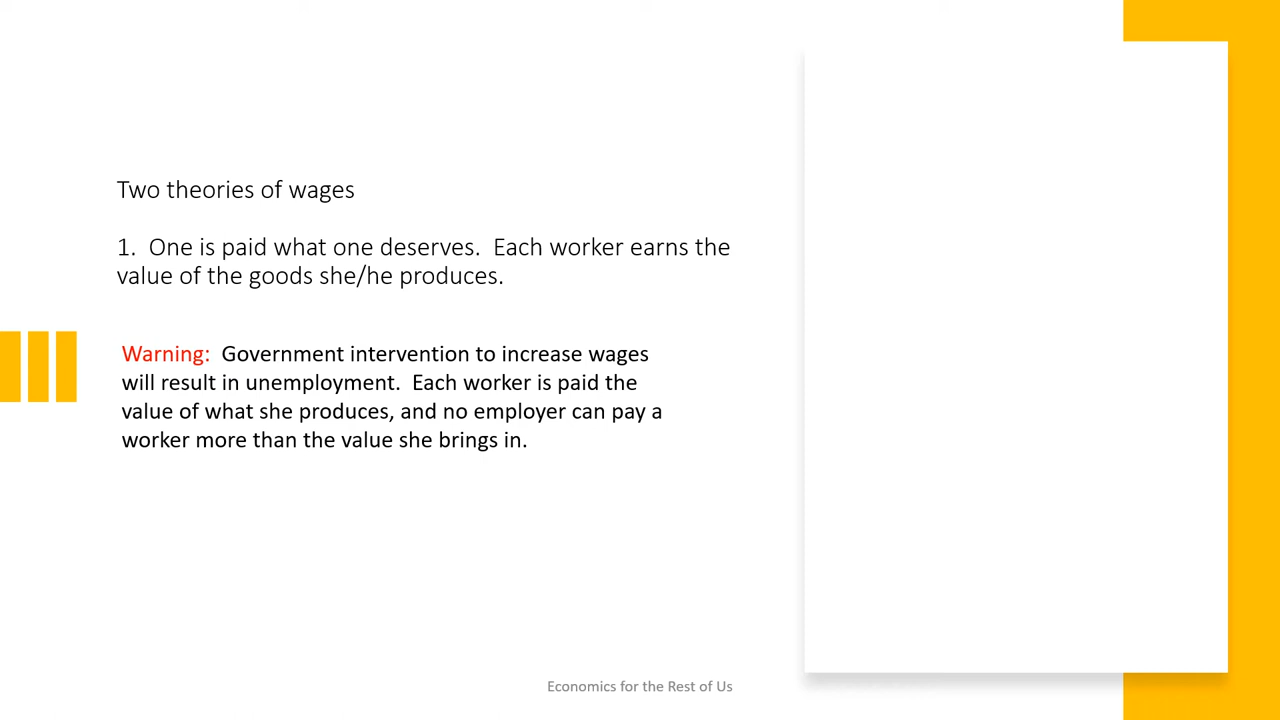 Two theories of wages
1.  One is paid what one deserves.  Each worker earns the
value of the goods she/he produces.
Warning:  Government intervention to increase wages
will result in unemployment.  Each worker is paid the
value of what she produces, and no employer can pay a
worker more than the value she brings in.
Economics for the Rest of Us